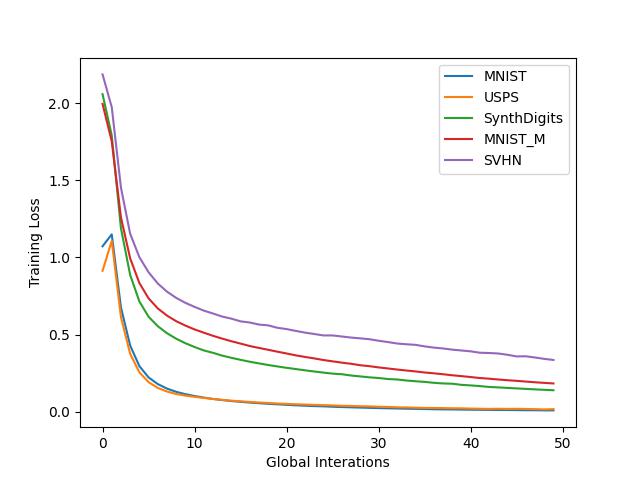 2.0
1.5
1.0
0.5
0.0
Training Loss
0
10
20
30
40
50
Global Interations
MNIST
USPS
SynthDigits
MNIST_M
SVHN